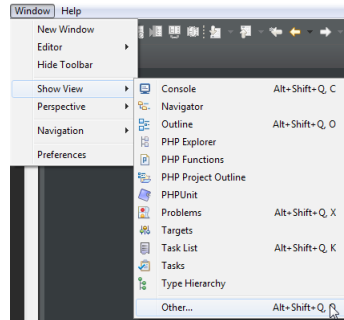 Window Help
New Window
Editor
Hide Toolbar
Show View
Perspective
Navigation
Preferences
Console Alt+Shift+Q, C
Navigator
Outline Alt+Shift+Q, O
PHP Explorer
PHP Functions
PHP Project Outline
PHPUnit
Problems Alt+Shift+Q, X
Targets
Task List Alt+Shift+Q, K
Tasks
Type Hierarchy
Other... Alt+Shift+Q,